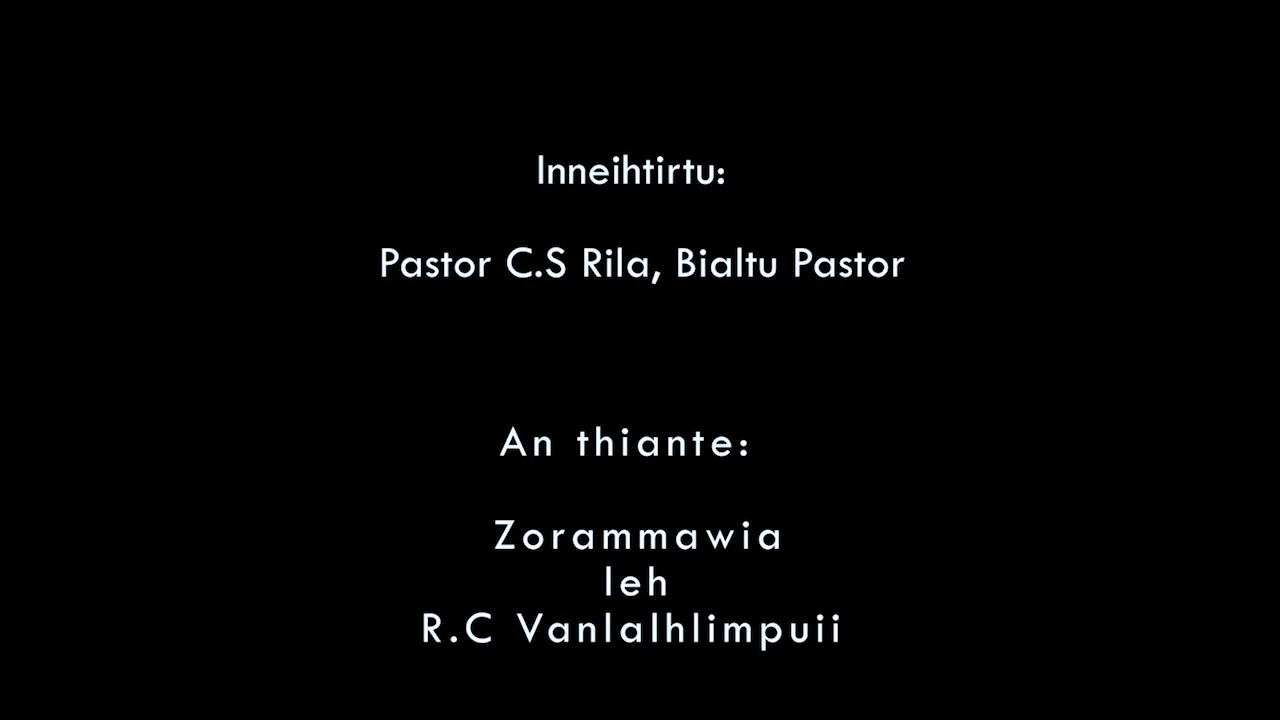 Inneihtirtu:
Pastor C.S Rila, Bialtu Pastor
An thiante:
Zorammawia
leh
R.C Vanlalhlimpuii